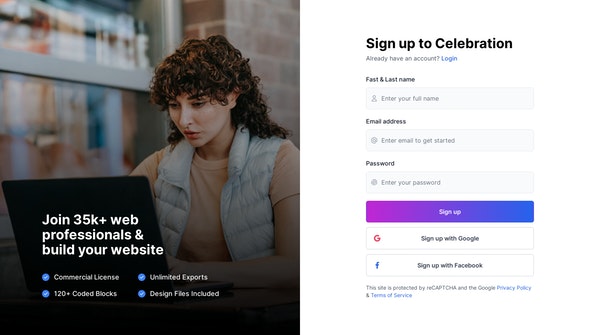 Join 35k+ web
professionals &
build your website
Commercial License
Unlimited Exports
120+ Coded Blocks
Design Files Included
Sign up to Celebration
Already have an account? Login
Fast & Last name
Enter your full name
Email address
Enter email to get started
Password
Enter your password
Sign up
Sign up with Google
Sign up with Facebook
This site is protected by reCAPTCHA and the Google Privacy Policy
& Terms of Service